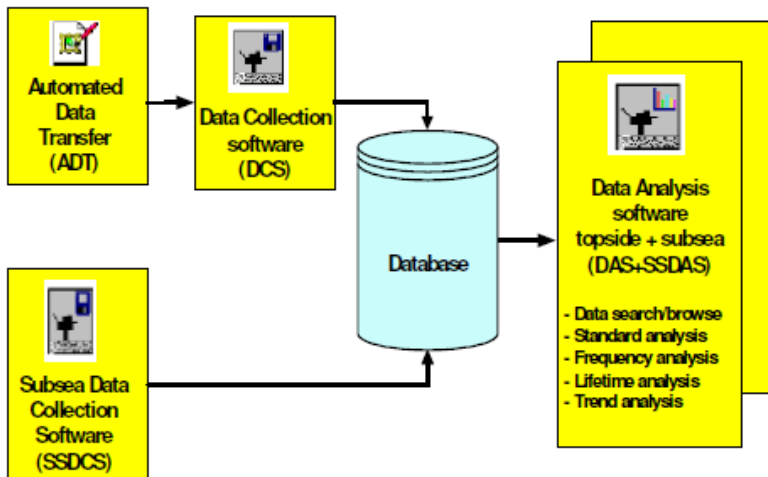 Automated
Data
Transfer
(ADT)
Data Collection
software
(DCS)
Database
Data Analysis
software
topside + subsea
(DAS+SSDAS)
- Data search/browse
- Standard analysis
- Frequency analysis
- Lifetime analysis
- Trend analysis
Subsea Data
Collection
Software
(SSDCS)